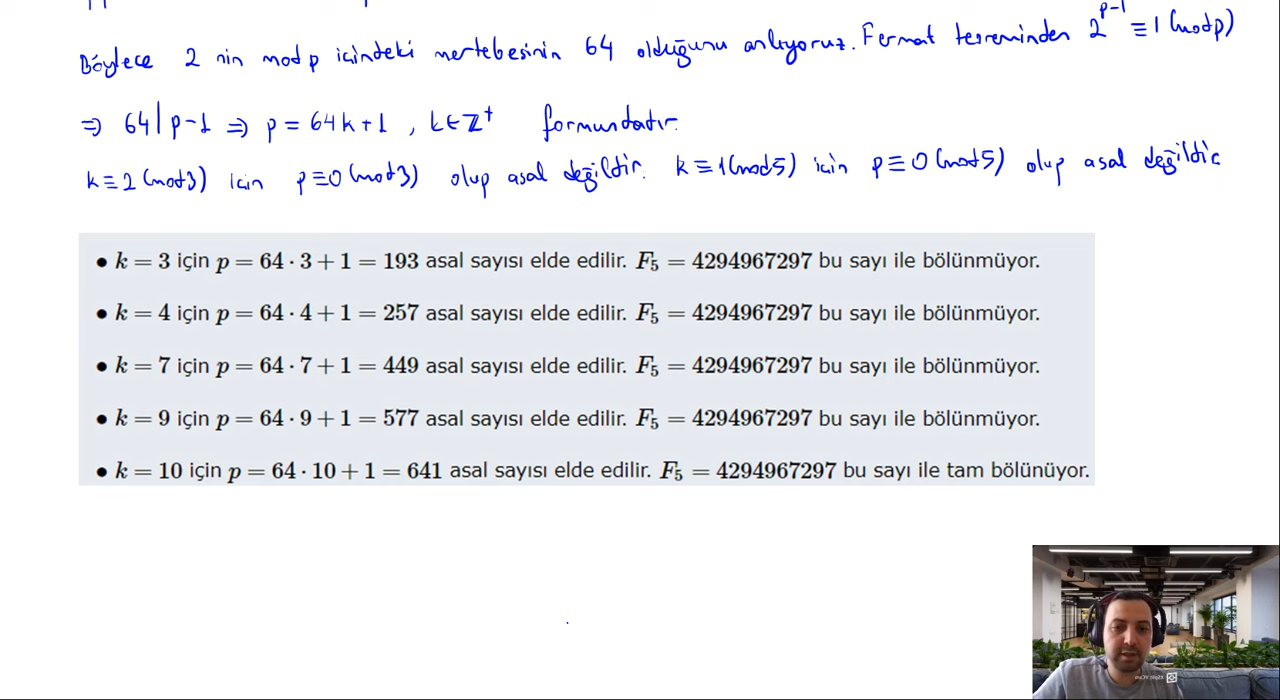 Böylece 2 nin mod p içindeki mertebesinin 64 olduğunu anlıyoruz. Fermat teoreminden 2^{p-1} ≡ 1 (mod p)
⇒ 64 | p-1 ⇒ p = 64k+1 , k ∈ Z⁺ formundatır.
k ≡ 2 (mod 3) için p ≡ 0 (mod 3) olup asal değildir. k ≡ 1 (mod 5) için p ≡ 0 (mod 5) olup asal değildir
• k = 3 için p = 64 · 3 + 1 = 193 asal sayısı elde edilir. F₅ = 4294967297 bu sayı ile bölünmüyor.
• k = 4 için p = 64 · 4 + 1 = 257 asal sayısı elde edilir. F₅ = 4294967297 bu sayı ile bölünmüyor.
• k = 7 için p = 64 · 7 + 1 = 449 asal sayısı elde edilir. F₅ = 4294967297 bu sayı ile bölünmüyor.
• k = 9 için p = 64 · 9 + 1 = 577 asal sayısı elde edilir. F₅ = 4294967297 bu sayı ile bölünmüyor.
• k = 10 için p = 64 · 10 + 1 = 641 asal sayısı elde edilir. F₅ = 4294967297 bu sayı ile tam bölünüyor.